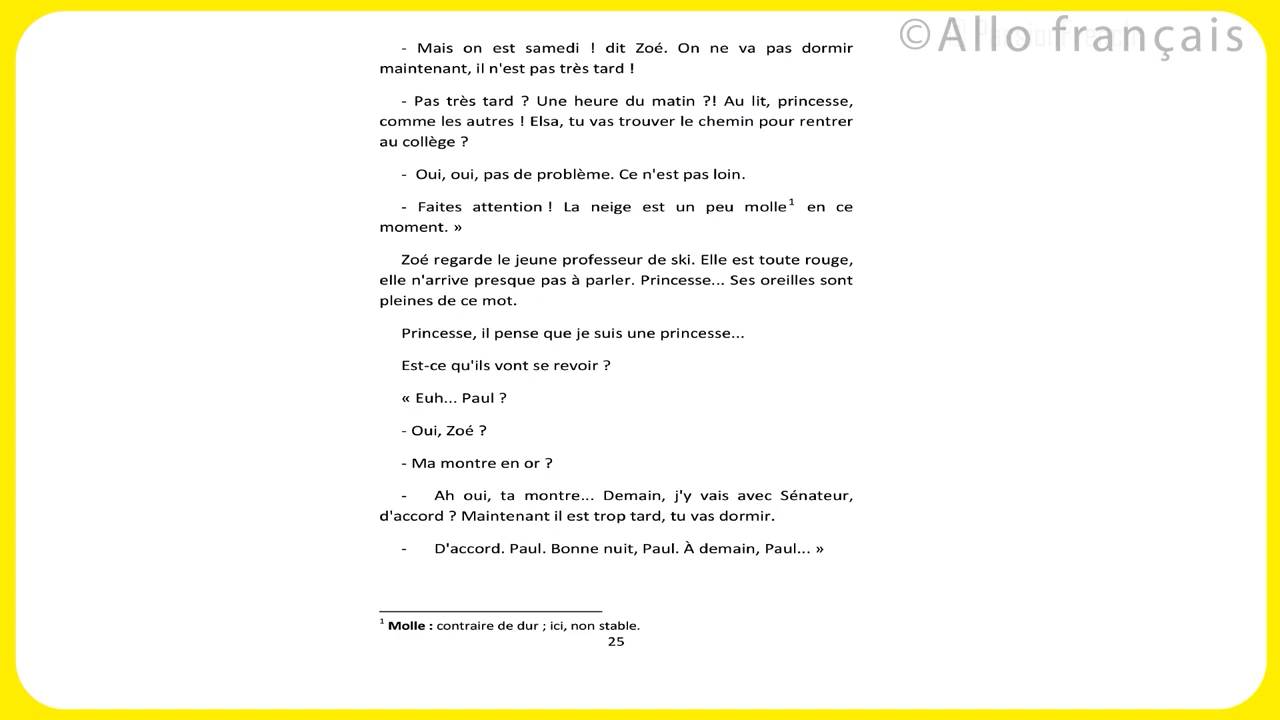 ©Allo français
- Mais on est samedi ! dit Zoé. On ne va pas dormir
maintenant, il n'est pas très tard !
- Pas très tard ? Une heure du matin ?! Au lit, princesse,
comme les autres ! Elsa, tu vas trouver le chemin pour rentrer
au collège ?
- Oui, oui, pas de problème. Ce n'est pas loin.
- Faites attention ! La neige est un peu molle¹ en ce
moment. »
Zoé regarde le jeune professeur de ski. Elle est toute rouge,
elle n'arrive presque pas à parler. Princesse... Ses oreilles sont
pleines de ce mot.
Princesse, il pense que je suis une princesse...
Est-ce qu'ils vont se revoir ?
« Euh... Paul ?
- Oui, Zoé ?
- Ma montre en or ?
- Ah oui, ta montre... Demain, j'y vais avec Sénateur,
d'accord ? Maintenant il est trop tard, tu vas dormir.
- D'accord. Paul. Bonne nuit, Paul. À demain, Paul... »
¹ Molle : contraire de dur ; ici, non stable.
25